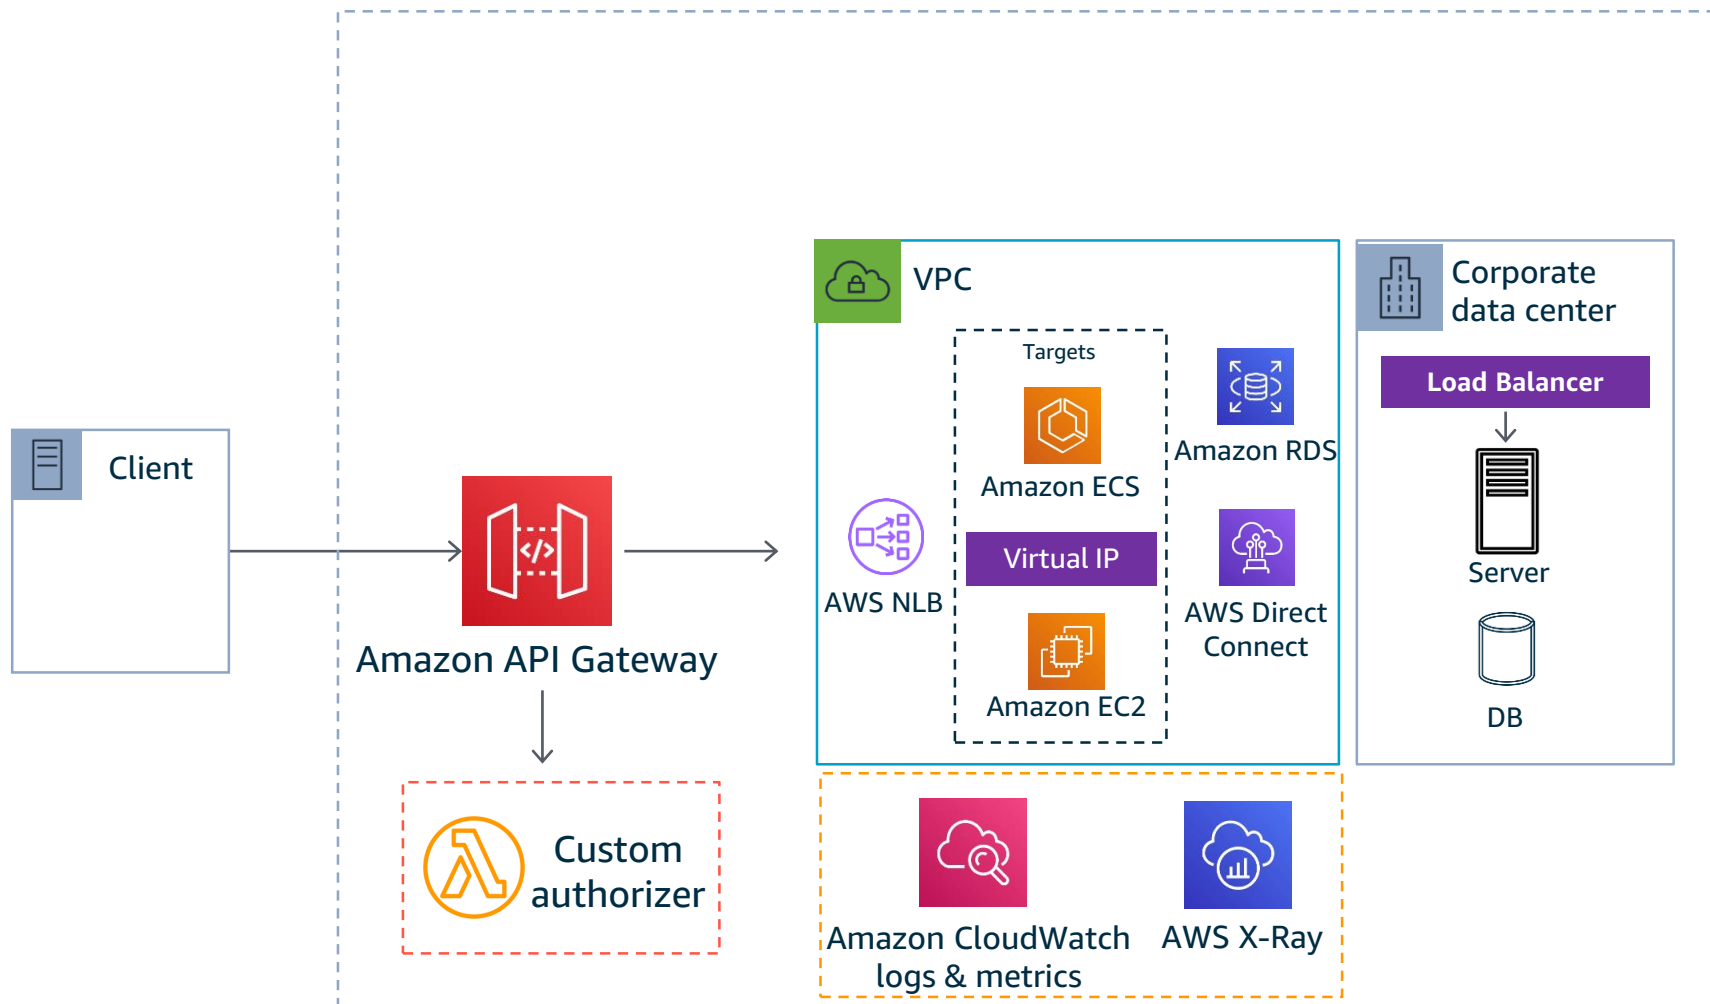 Client
</>
Amazon API Gateway
Custom
authorizer
VPC
Targets
Amazon ECS
Virtual IP
Amazon EC2
AWS NLB
Amazon RDS
AWS Direct
Connect
Corporate
data center
Load Balancer
Server
DB
Amazon CloudWatch
logs & metrics
AWS X-Ray